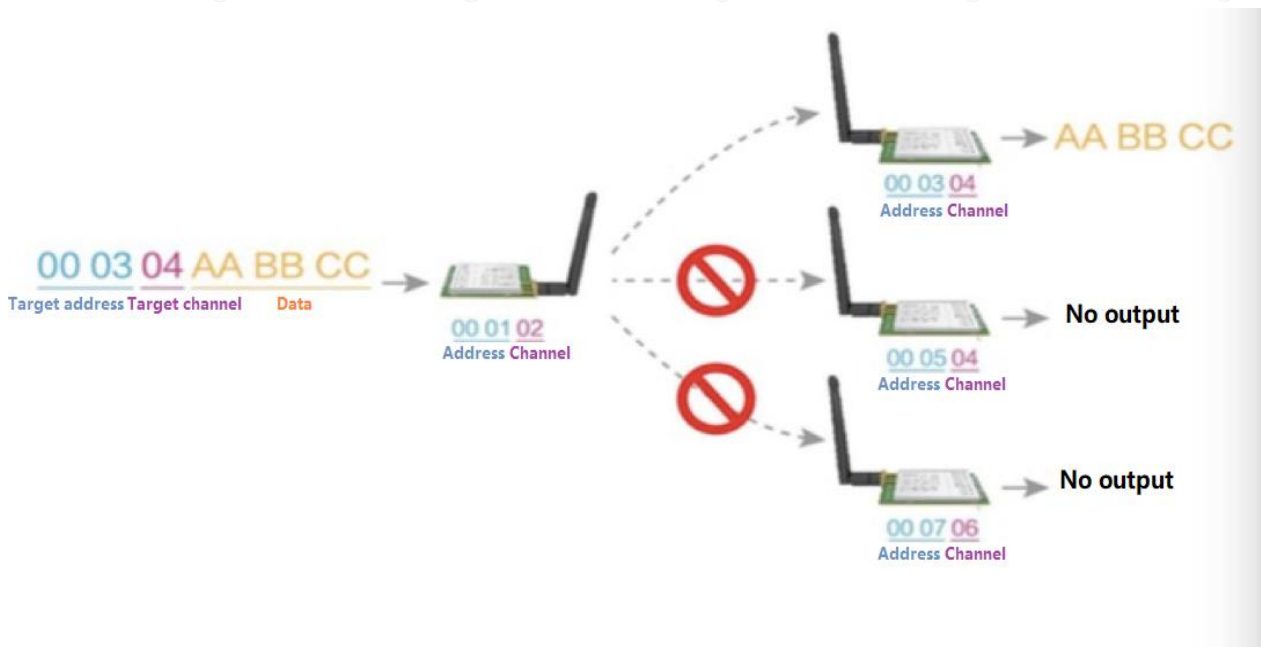 AA BB CC
00 03 04
Address Channel
00 03 04 AA BB CC
Target address Target channel Data
00 01 02
Address Channel
No output
00 05 04
Address Channel
No output
00 07 06
Address Channel